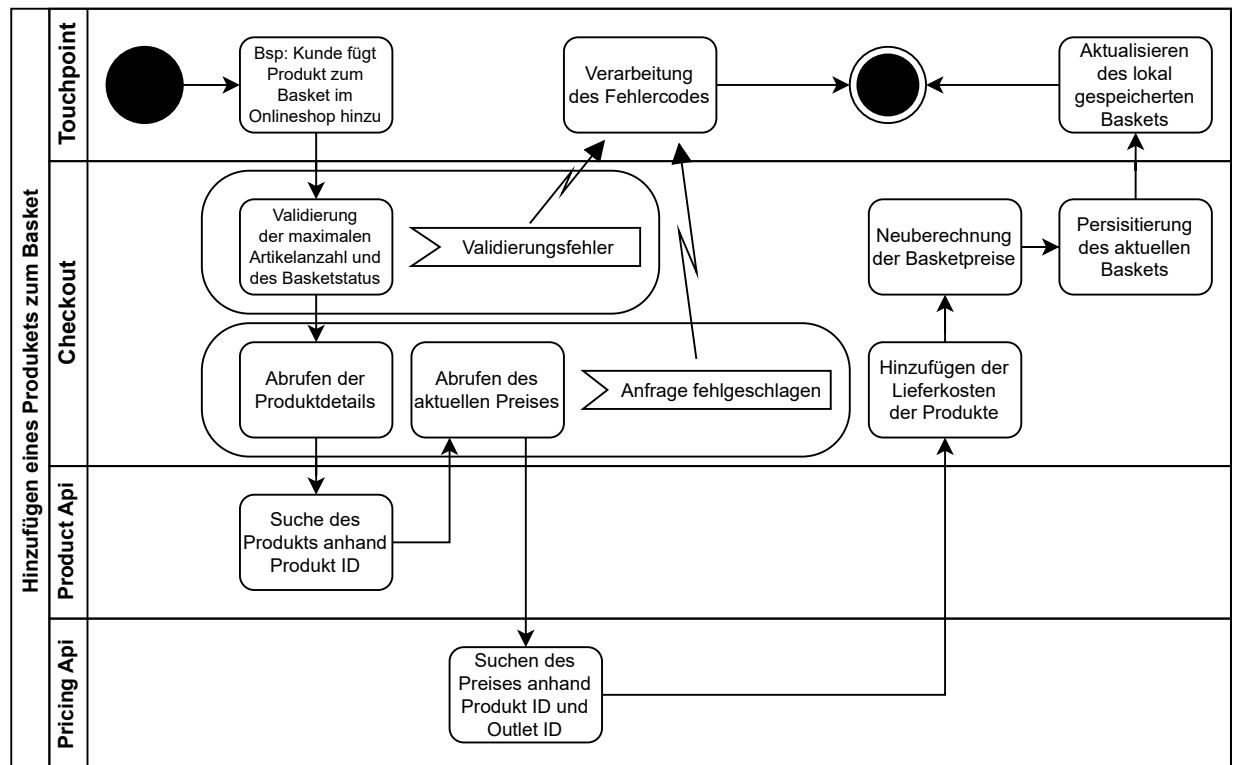 Hinzufügen eines Produkets zum Basket
Touchpoint
Bsp: Kunde fügt
Produkt zum
Basket im
Onlineshop hinzu
Verarbeitung
des Fehlercodes
Aktualisieren
des lokal
gespeicherten
Baskets
Checkout
Validierung
der maximalen
Artikelanzahl und
des Basketstatus
Validierungsfehler
Neuberechnung
der Basketpreise
Persisitierung
des aktuellen
Baskets
Abrufen der
Produktdetails
Abrufen des
aktuellen Preises
Anfrage fehlgeschlagen
Hinzufügen der
Lieferkosten
der Produkte
Product Api
Suche des
Produkts anhand
Produkt ID
Pricing Api
Suchen des
Preises anhand
Produkt ID und
Outlet ID